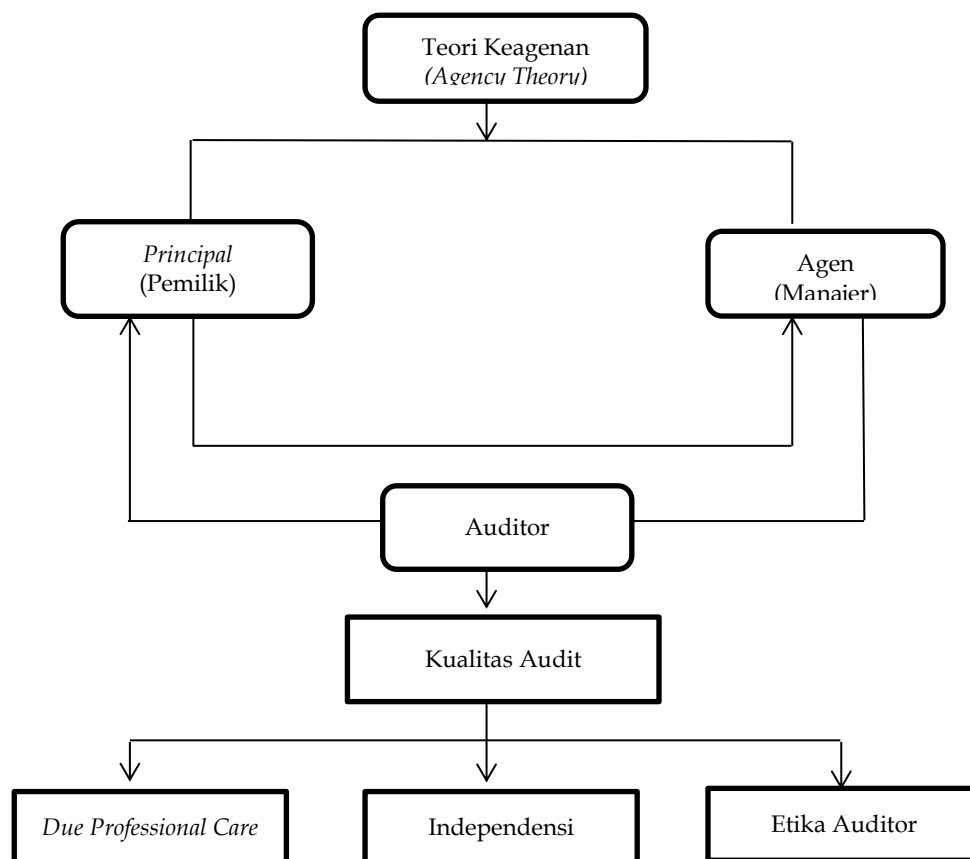 Teori Keagenan
(Agency Theory)
Principal
(Pemilik)
Agen
(Manajer)
Auditor
Kualitas Audit
Due Professional Care
Independensi
Etika Auditor